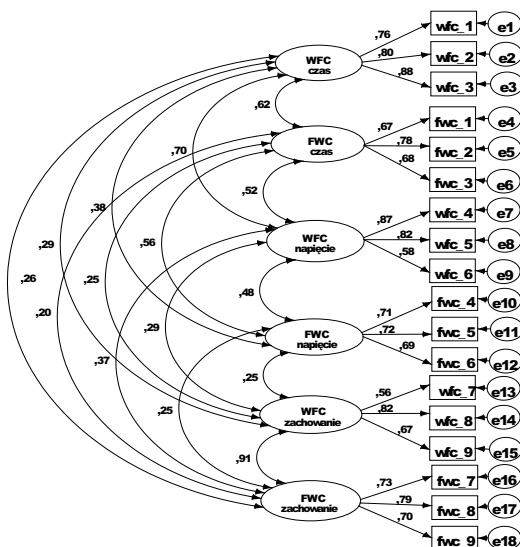 ,76
wfc_1
e1
WFC
czas
,80
wfc_2
e2
,88
wfc_3
e3
,62
,67
fwc_1
e4
FWC
czas
,78
fwc_2
e5
,70
,68
fwc_3
e6
,38
,52
,87
wfc_4
e7
,29
,56
WFC
napięcie
,82
wfc_5
e8
,26
,25
,58
wfc_6
e9
,48
,20
,29
,71
fwc_4
e10
FWC
napięcie
,72
fwc_5
e11
,37
,69
fwc_6
e12
,25
,56
wfc_7
e13
,25
WFC
zachowanie
,82
wfc_8
e14
,67
wfc_9
e15
,91
,73
fwc_7
e16
FWC
zachowanie
,79
fwc_8
e17
,70
fwc_9
e18